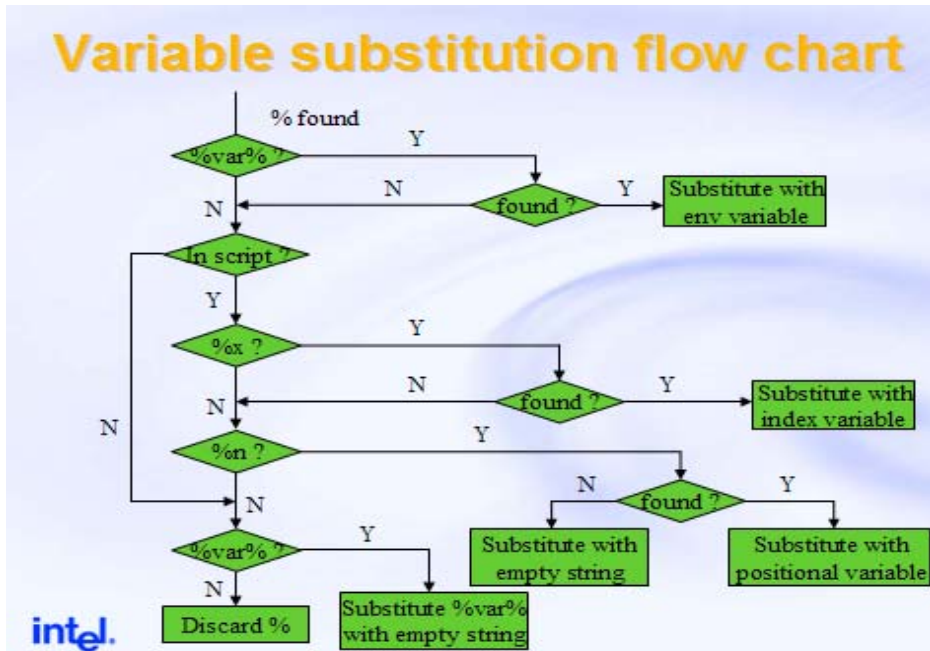 Variable substitution flow chart
% found
%var% ?
Y
N
found ?
N
Y
Substitute with
env variable
In script ?
Y
%x ?
Y
N
found ?
N
Y
Substitute with
index variable
N
%n ?
Y
N
found ?
N
Y
Substitute with
empty string
Substitute with
positional variable
%var% ?
Y
N
Substitute %var%
with empty string
Discard %
intel.